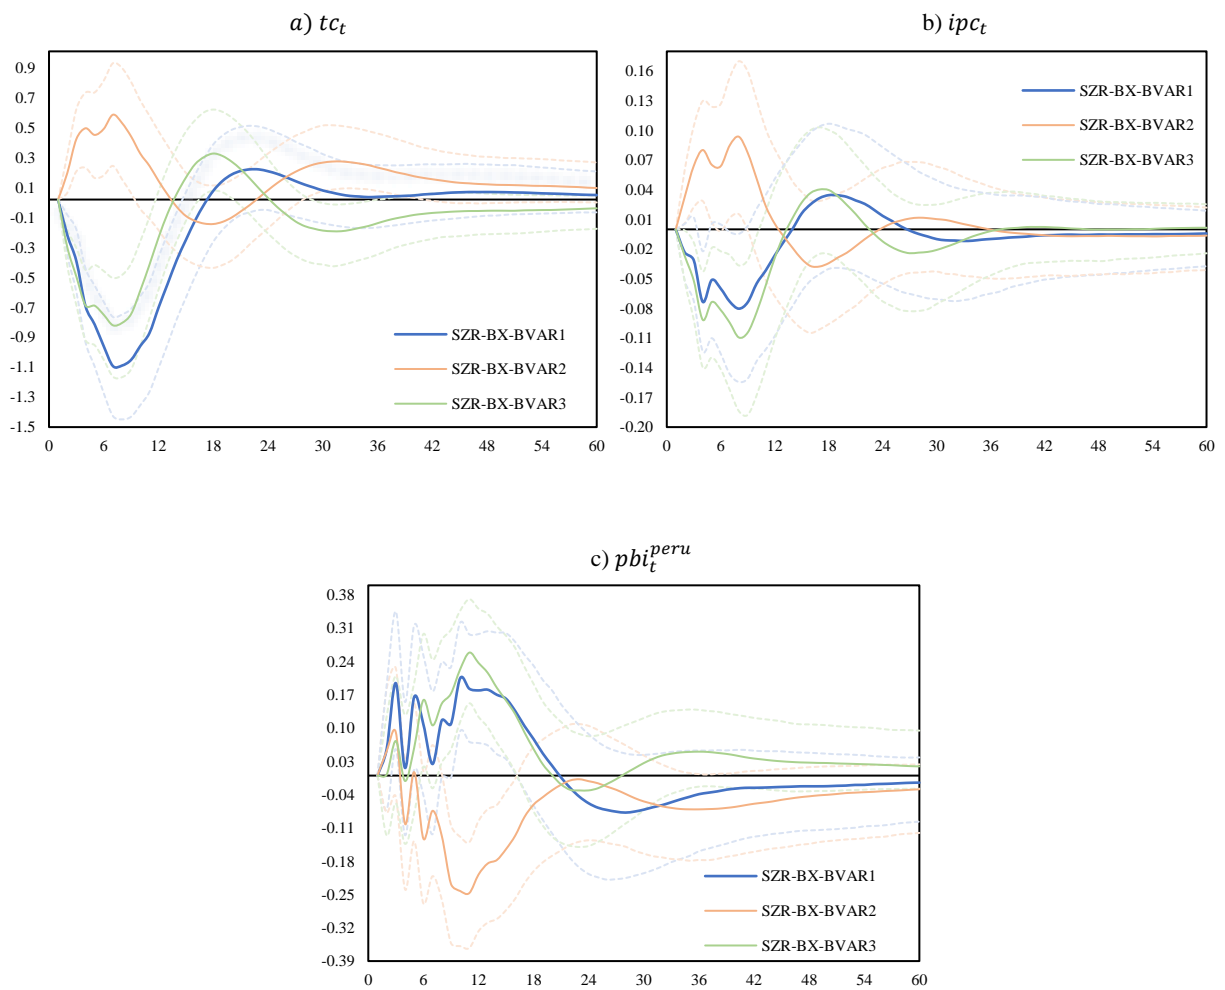 a) tc_t
0.9
0.7
0.5
0.3
0.1
-0.1
-0.3
-0.5
-0.7
-0.9
-1.1
-1.3
-1.5
0 6 12 18 24 30 36 42 48 54 60
SZR-BX-BVAR1
SZR-BX-BVAR2
SZR-BX-BVAR3
b) ipc_t
0.16
0.13
0.10
0.07
0.04
0.01
-0.02
-0.05
-0.08
-0.11
-0.14
-0.17
-0.20
0 6 12 18 24 30 36 42 48 54 60
SZR-BX-BVAR1
SZR-BX-BVAR2
SZR-BX-BVAR3
c) pbi_t^peru
0.38
0.31
0.24
0.17
0.10
0.03
-0.04
-0.11
-0.18
-0.25
-0.32
-0.39
0 6 12 18 24 30 36 42 48 54 60
SZR-BX-BVAR1
SZR-BX-BVAR2
SZR-BX-BVAR3